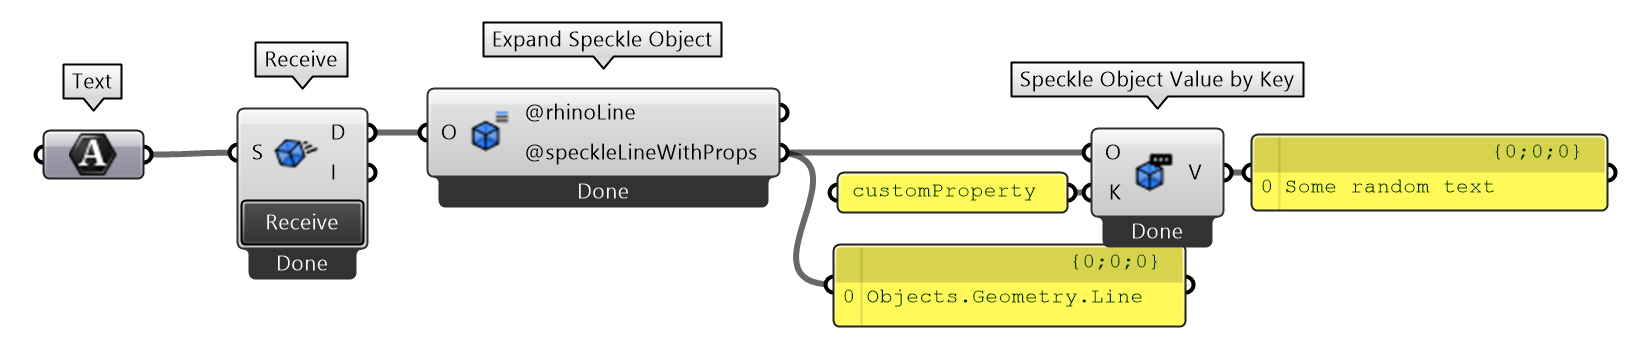 Text
A
Receive
S
D
I
Receive
Done
Expand Speckle Object
O
@rhinoLine
@speckleLineWithProps
Done
customProperty
{0;0;0}
0 Objects.Geometry.Line
Speckle Object Value by Key
O
K
V
Done
{0;0;0}
0 Some random text